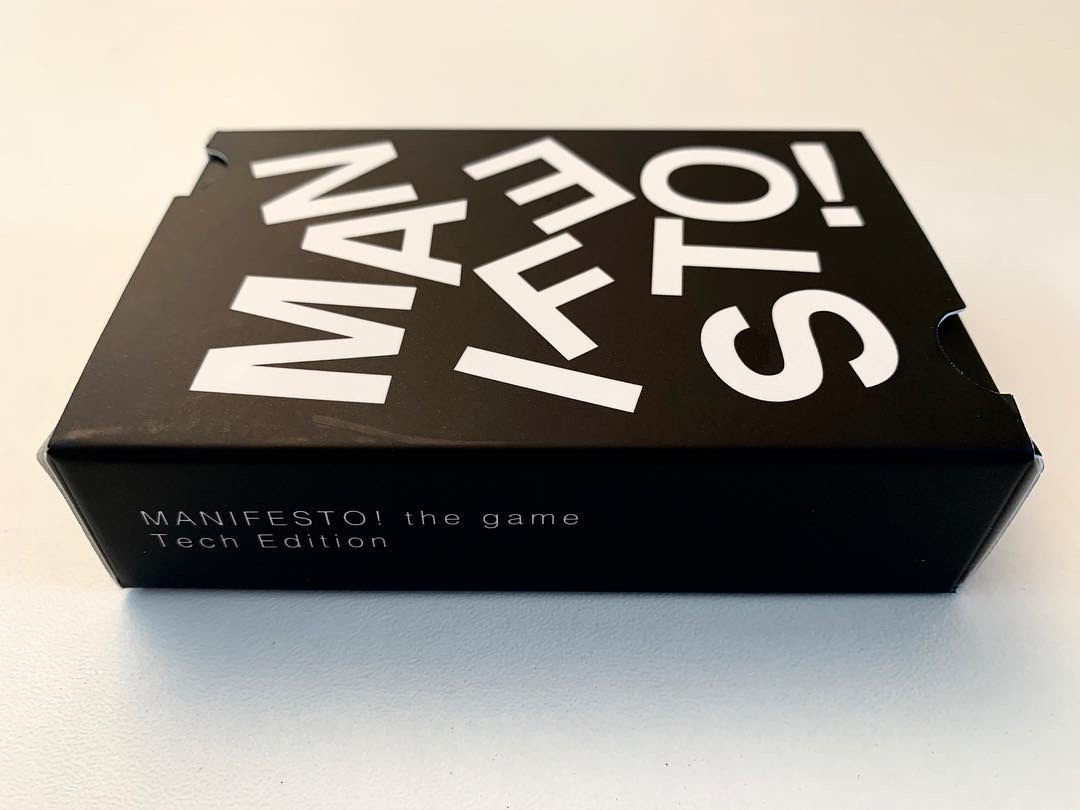 MAN
IFE
STO!
MANIFESTO! the game
Tech Edition